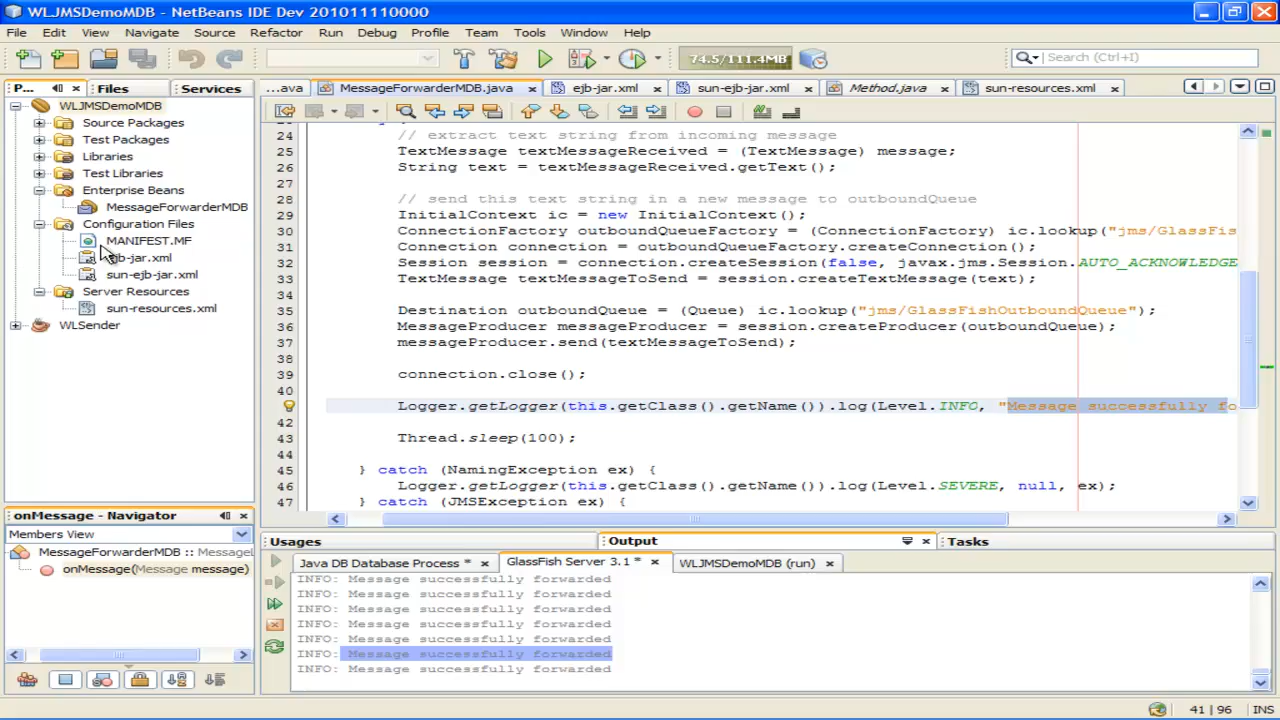 WLJMSDemoMDB - NetBeans IDE Dev 201011110000
File Edit View Navigate Source Refactor Run Debug Profile Team Tools Window Help
74.5/111.4MB
Search (Ctrl+I)
P... Files Services
...ava MessageForwarderMDB.java ejb-jar.xml sun-ejb-jar.xml Method.java sun-resources.xml
WLJMSDemoMDB
Source Packages
Test Packages
Libraries
Test Libraries
Enterprise Beans
MessageForwarderMDB
Configuration Files
MANIFEST.MF
ejb-jar.xml
sun-ejb-jar.xml
Server Resources
sun-resources.xml
WLSender
24 // extract text string from incoming message
25 TextMessage textMessageReceived = (TextMessage) message;
26 String text = textMessageReceived.getText();
27
28 // send this text string in a new message to outboundQueue
29 InitialContext ic = new InitialContext();
30 ConnectionFactory outboundQueueFactory = (ConnectionFactory) ic.lookup("jms/GlassFis
31 Connection connection = outboundQueueFactory.createConnection();
32 Session session = connection.createSession(false, javax.jms.Session.AUTO_ACKNOWLEDGE
33 TextMessage textMessageToSend = session.createTextMessage(text);
34
35 Destination outboundQueue = (Queue) ic.lookup("jms/GlassFishOutboundQueue");
36 MessageProducer messageProducer = session.createProducer(outboundQueue);
37 messageProducer.send(textMessageToSend);
38
39 connection.close();
40
Logger.getLogger(this.getClass().getName()).log(Level.INFO, "Message successfully fo
42
43 Thread.sleep(100);
44
45 } catch (NamingException ex) {
46 Logger.getLogger(this.getClass().getName()).log(Level.SEVERE, null, ex);
47 } catch (JMSException ex) {
onMessage - Navigator
Members View
MessageForwarderMDB :: MessageL
onMessage(Message message)
Usages Output Tasks
Java DB Database Process * GlassFish Server 3.1 * WLJMSDemoMDB (run)
INFO: Message successfully forwarded
INFO: Message successfully forwarded
INFO: Message successfully forwarded
INFO: Message successfully forwarded
INFO: Message successfully forwarded
INFO: Message successfully forwarded
INFO: Message successfully forwarded
41 | 96 INS